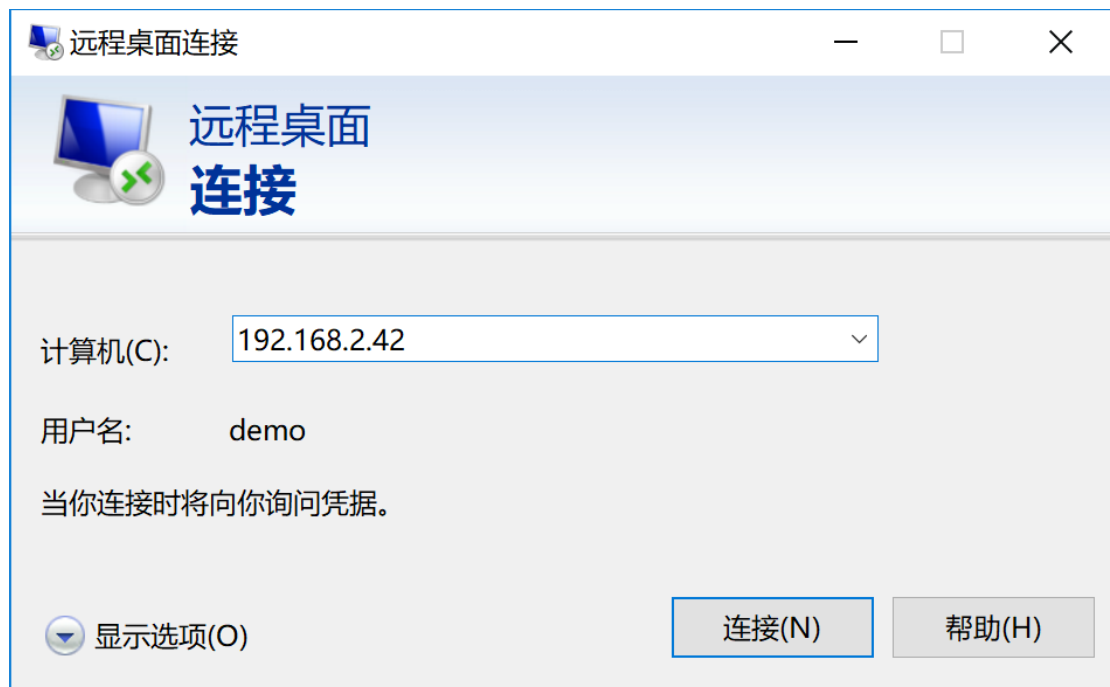 远程桌面连接
远程桌面
连接
计算机(C): 192.168.2.42
用户名: demo
当你连接时将向你询问凭据。
显示选项(O) 连接(N) 帮助(H)